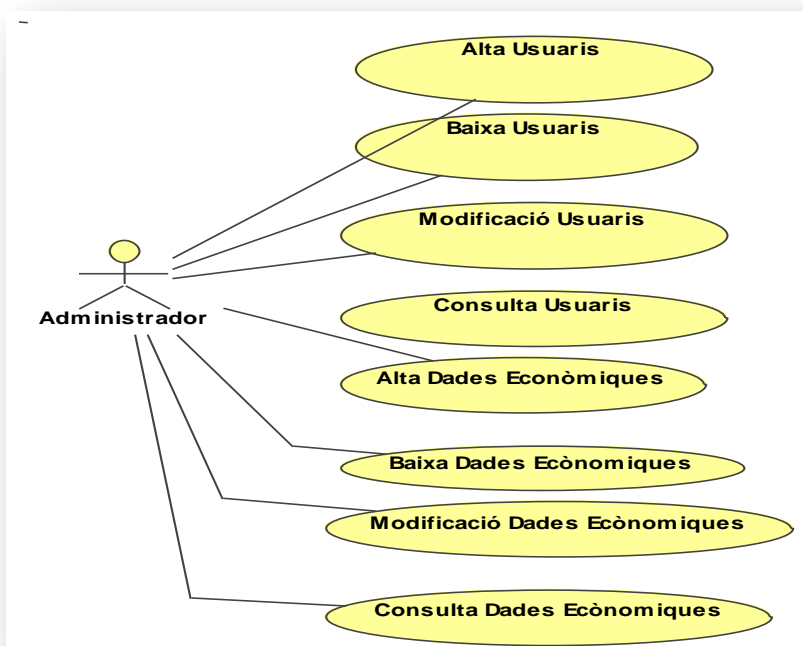 Alta Usuaris
Baixa Usuaris
Modificació Usuaris
Consulta Usuaris
Administrador
Alta Dades Econòmiques
Baixa Dades Ecònomiques
Modificació Dades Ecònomiques
Consulta Dades Ecònomiques